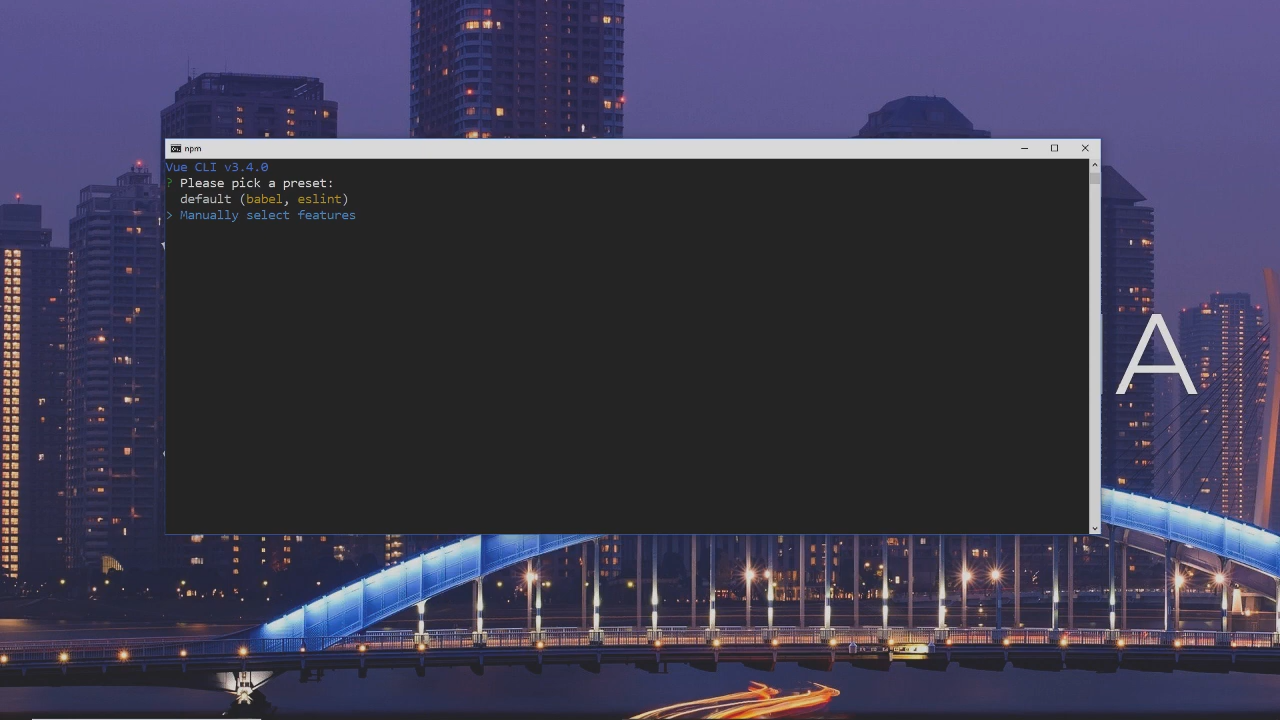 npm
Vue CLI v3.4.0
? Please pick a preset:
default (babel, eslint)
> Manually select features
A